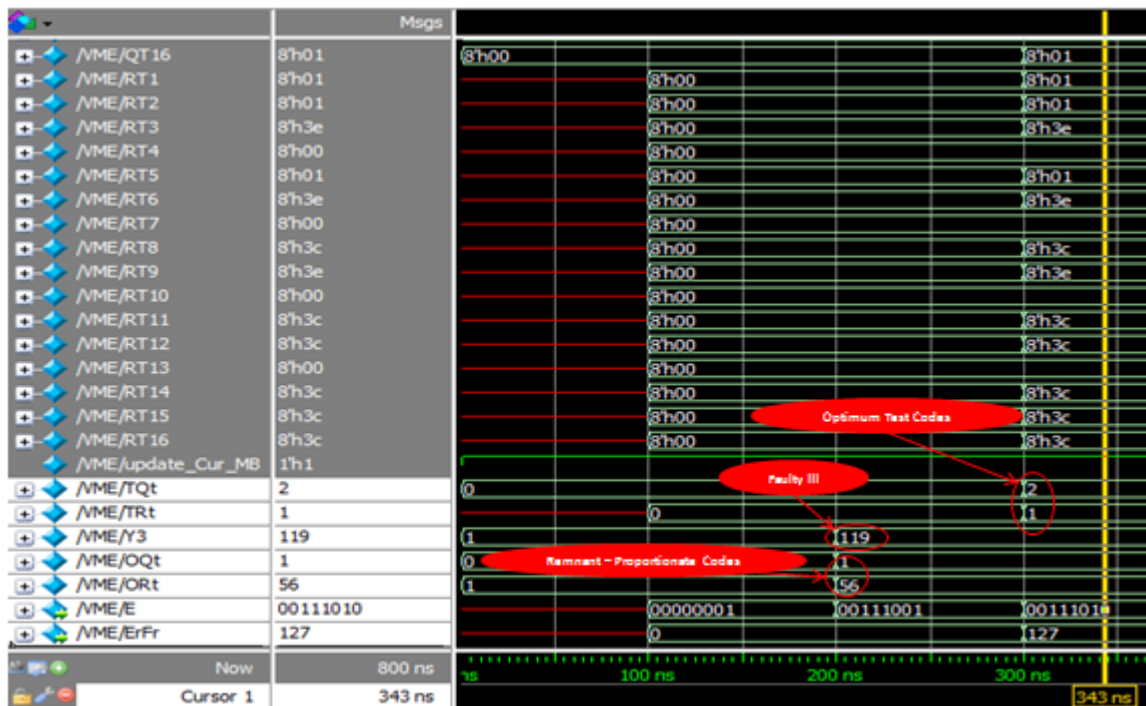 Msgs
/VME/QT16 8'h01 8'h00 8'h01
/VME/RT1 8'h01 8'h00 8'h01
/VME/RT2 8'h01 8'h00 8'h01
/VME/RT3 8'h3e 8'h00 8'h3e
/VME/RT4 8'h00 8'h00
/VME/RT5 8'h01 8'h00 8'h01
/VME/RT6 8'h3e 8'h00 8'h3e
/VME/RT7 8'h00 8'h00
/VME/RT8 8'h3c 8'h00 8'h3c
/VME/RT9 8'h3e 8'h00 8'h3e
/VME/RT10 8'h00 8'h00
/VME/RT11 8'h3c 8'h00 8'h3c
/VME/RT12 8'h3c 8'h00 8'h3c
/VME/RT13 8'h00 8'h00
/VME/RT14 8'h3c 8'h00 8'h3c
/VME/RT15 8'h3c 8'h00 Optimum Test Codes 8'h3c
/VME/RT16 8'h3c 8'h00 8'h3c
/VME/update_Cur_MB 1'h1
Faulty !!!
/VME/TQt 2 0 2
/VME/TRt 1 0 1
/VME/Y3 119 1 119
/VME/OQt 1 0 Remnant – Proportionate Codes 1
/VME/ORt 56 1 56
/VME/E 00111010 00000001 00111001 00111010
/VME/ErFr 127 0 127
Now 800 ns ns 100 ns 200 ns 300 ns
Cursor 1 343 ns 343 ns